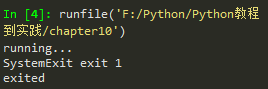 In [4]: runfile('F:/Python/Python教程
到实践/chapter10')
running...
SystemExit exit 1
exited